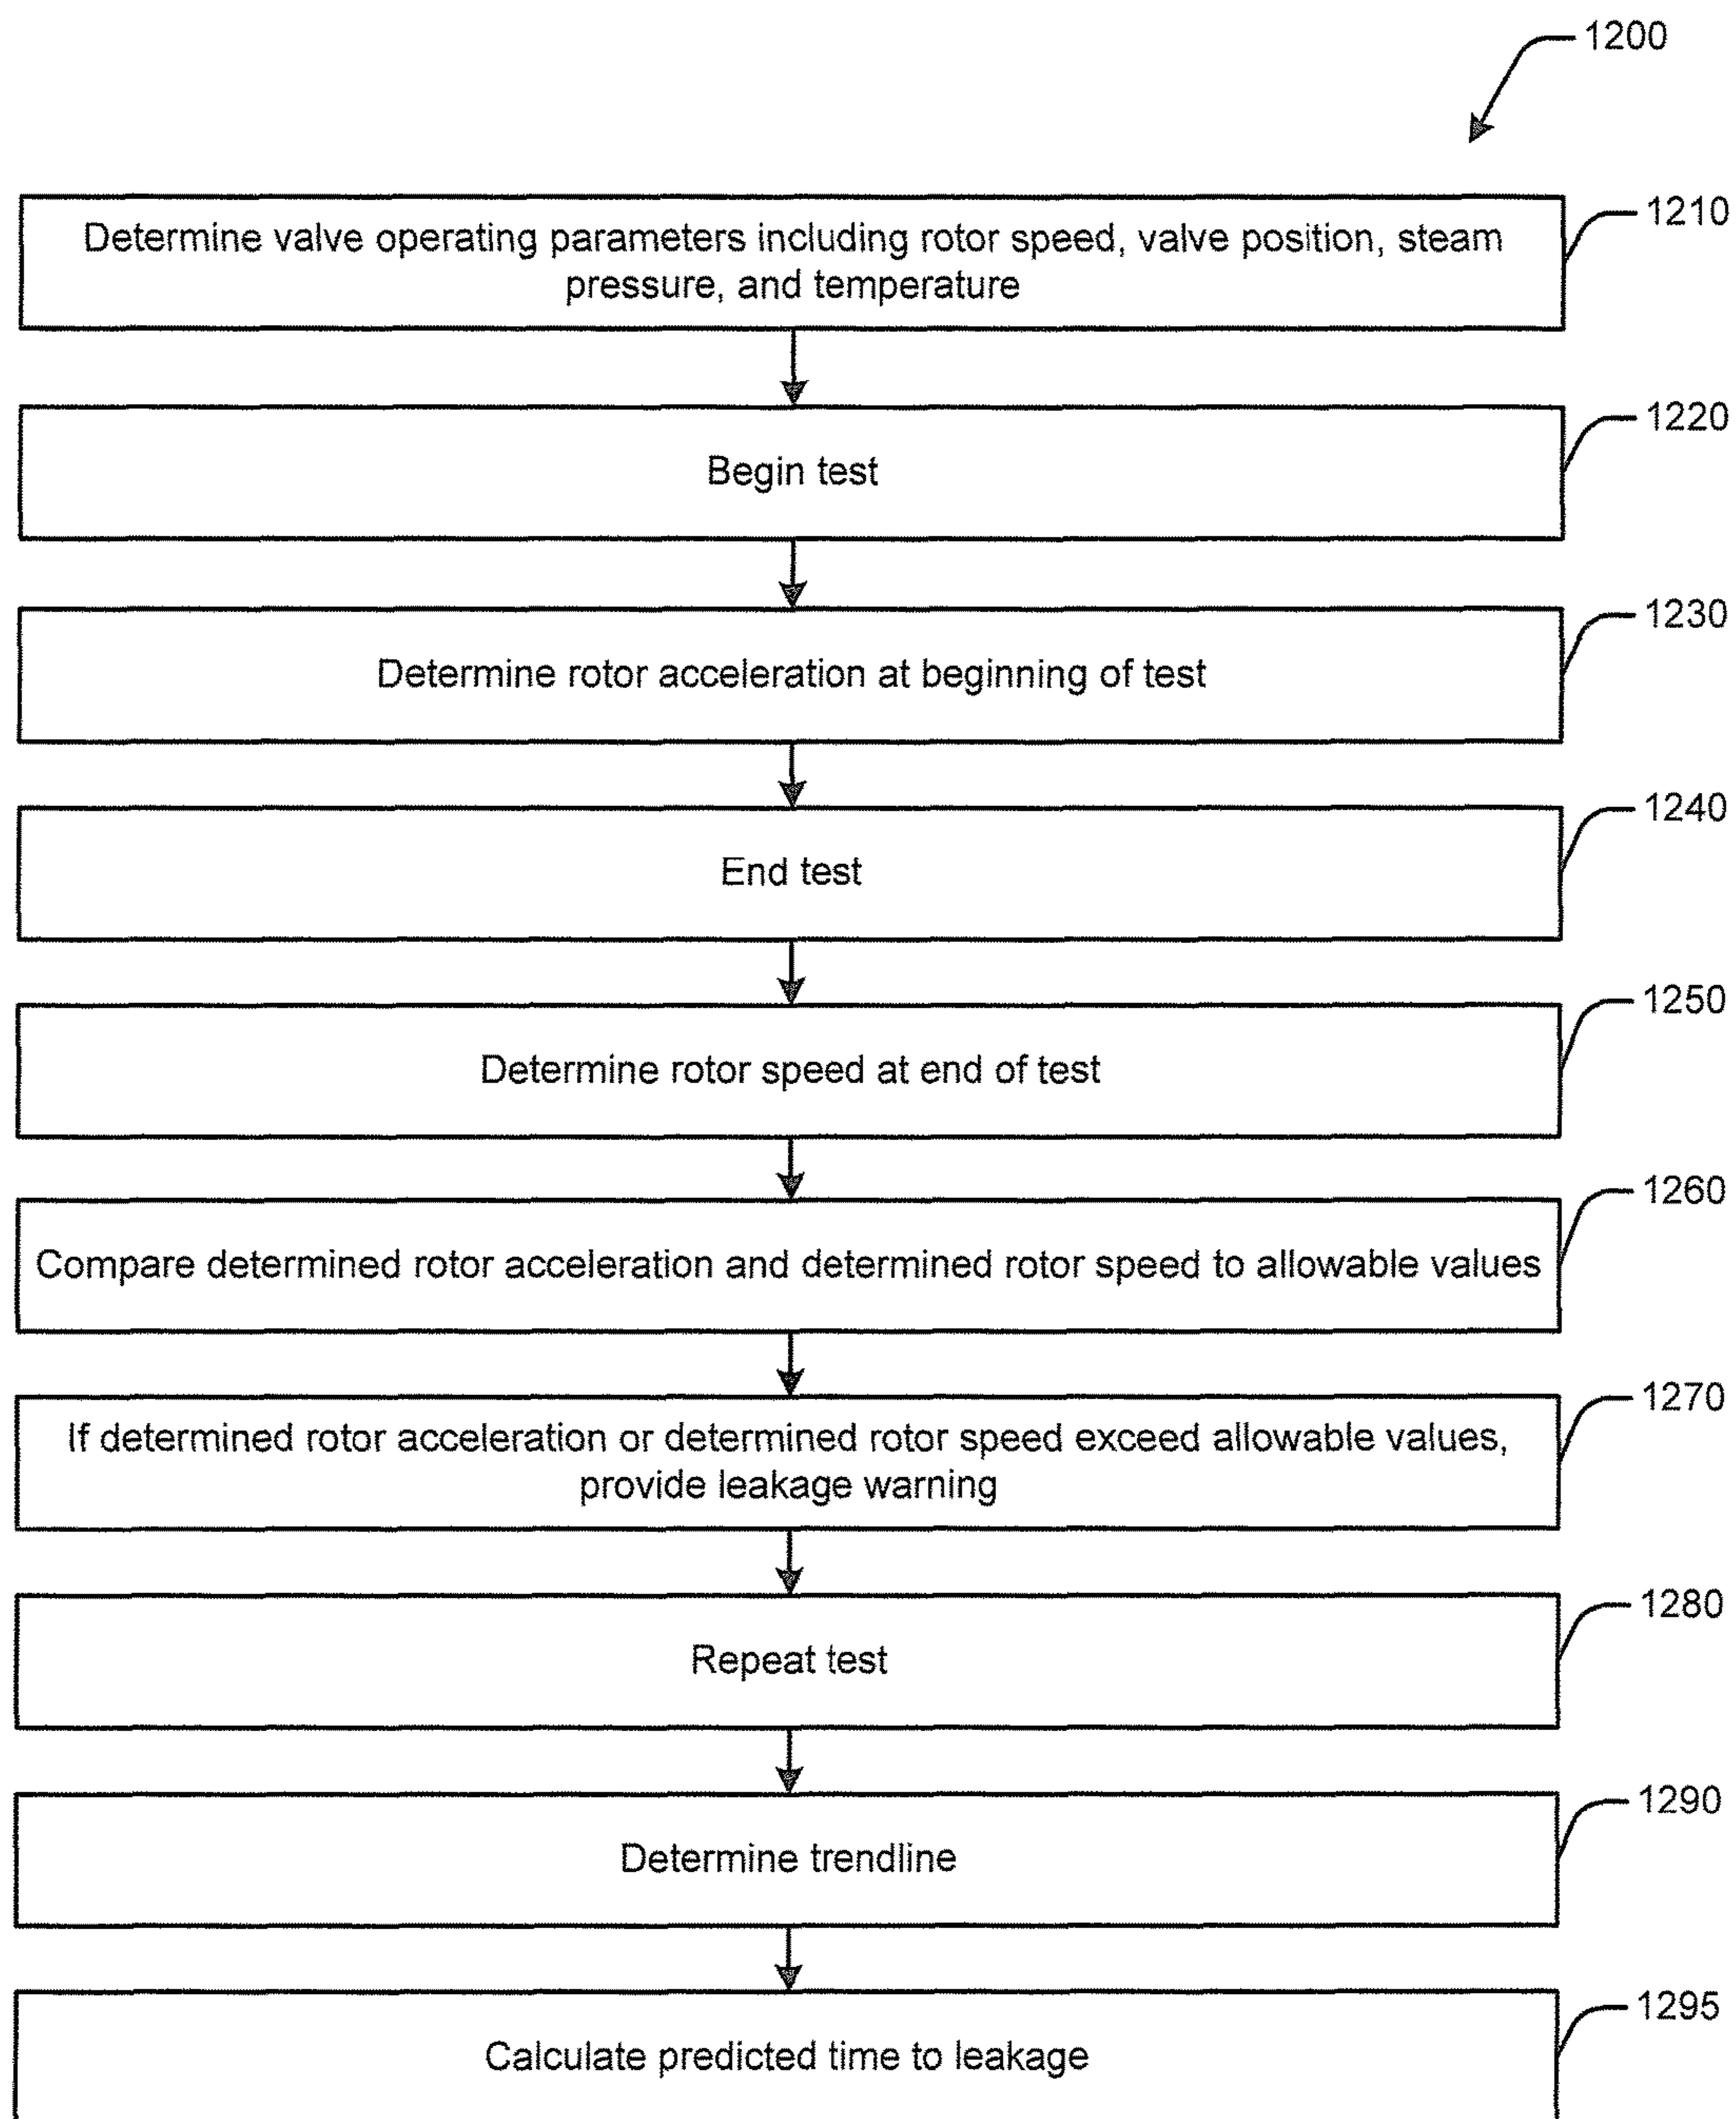 1200
Determine valve operating parameters including rotor speed, valve position, steam
pressure, and temperature
1210
Begin test
1220
Determine rotor acceleration at beginning of test
1230
End test
1240
Determine rotor speed at end of test
1250
Compare determined rotor acceleration and determined rotor speed to allowable values
1260
If determined rotor acceleration or determined rotor speed exceed allowable values,
provide leakage warning
1270
Repeat test
1280
Determine trendline
1290
Calculate predicted time to leakage
1295